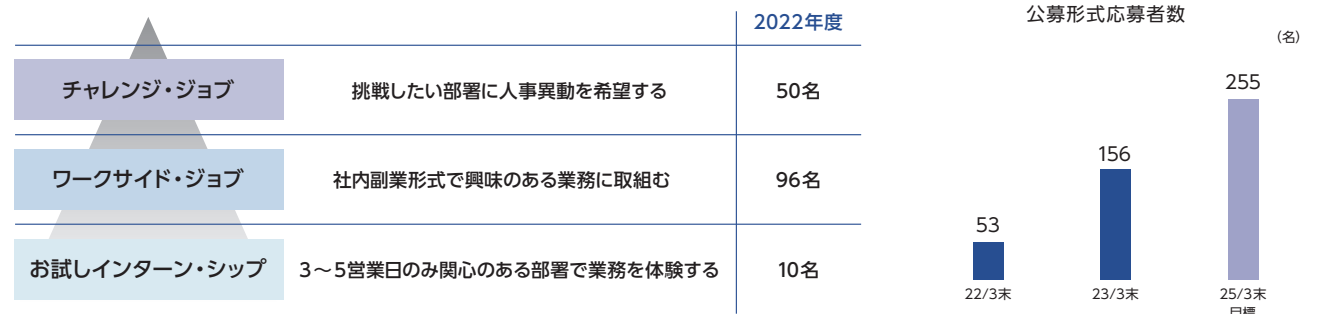 2022年度
チャレンジ・ジョブ 挑戦したい部署に人事異動を希望する 50名
ワークサイド・ジョブ 社内副業形式で興味のある業務に取組む 96名
お試しインターン・シップ 3～5営業日のみ関心のある部署で業務を体験する 10名
公募形式応募者数
（名）
255
156
53
22/3末 23/3末 25/3末
目標